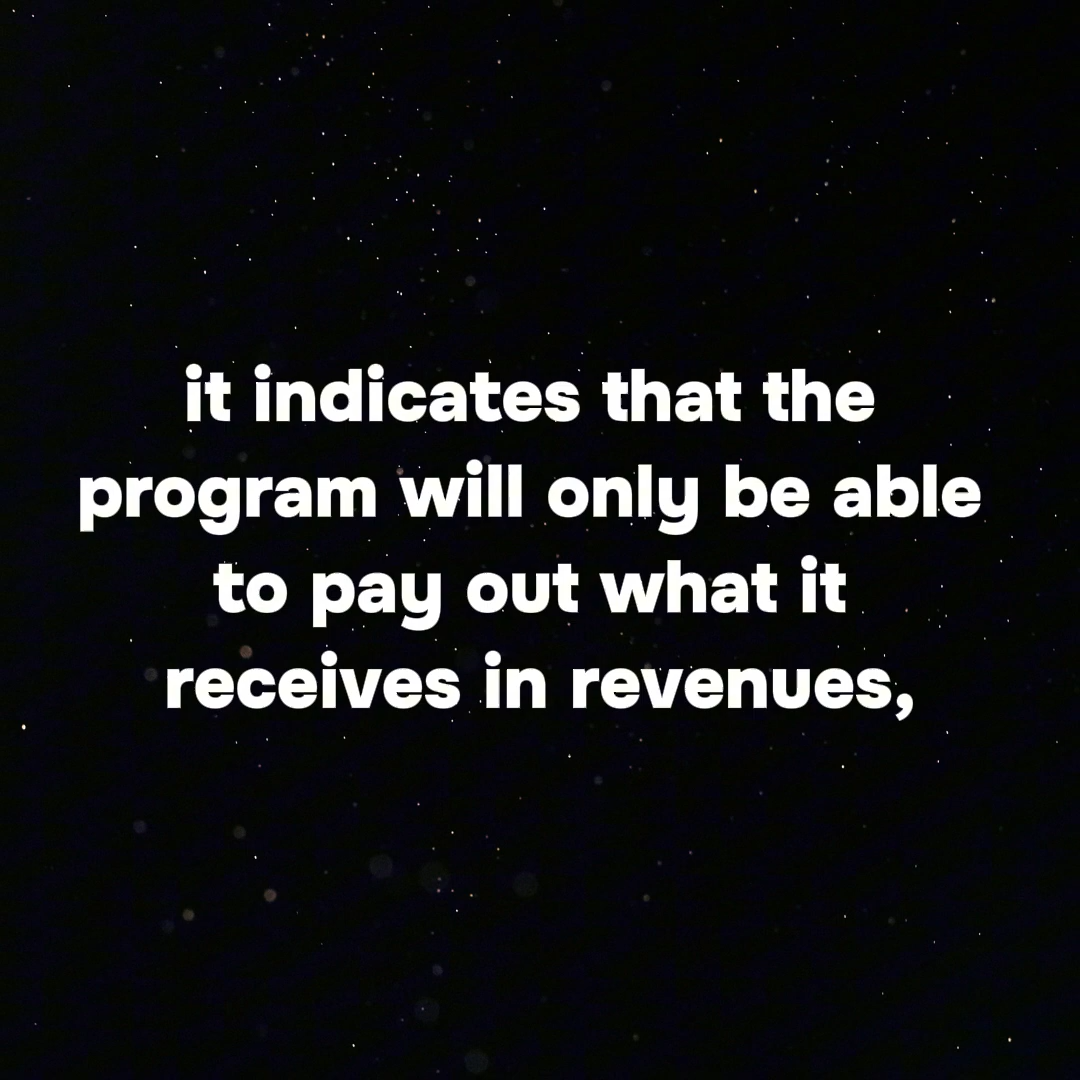 it indicates that the
program will only be able
to pay out what it
receives in revenues,